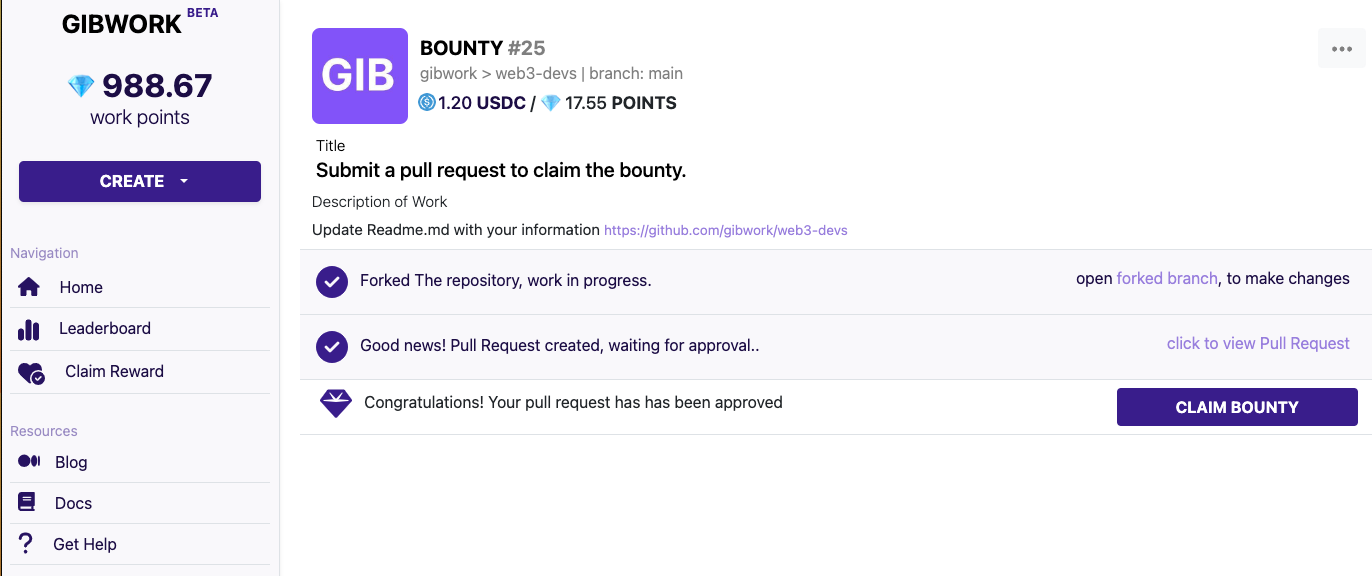 GIBWORK BETA
988.67
work points
CREATE
Navigation
Home
Leaderboard
Claim Reward
Resources
Blog
Docs
Get Help
GIB
BOUNTY #25
gibwork > web3-devs | branch: main
1.20 USDC / 17.55 POINTS
Title
Submit a pull request to claim the bounty.
Description of Work
Update Readme.md with your information https://github.com/gibwork/web3-devs
Forked The repository, work in progress. open forked branch, to make changes
Good news! Pull Request created, waiting for approval.. click to view Pull Request
Congratulations! Your pull request has has been approved CLAIM BOUNTY